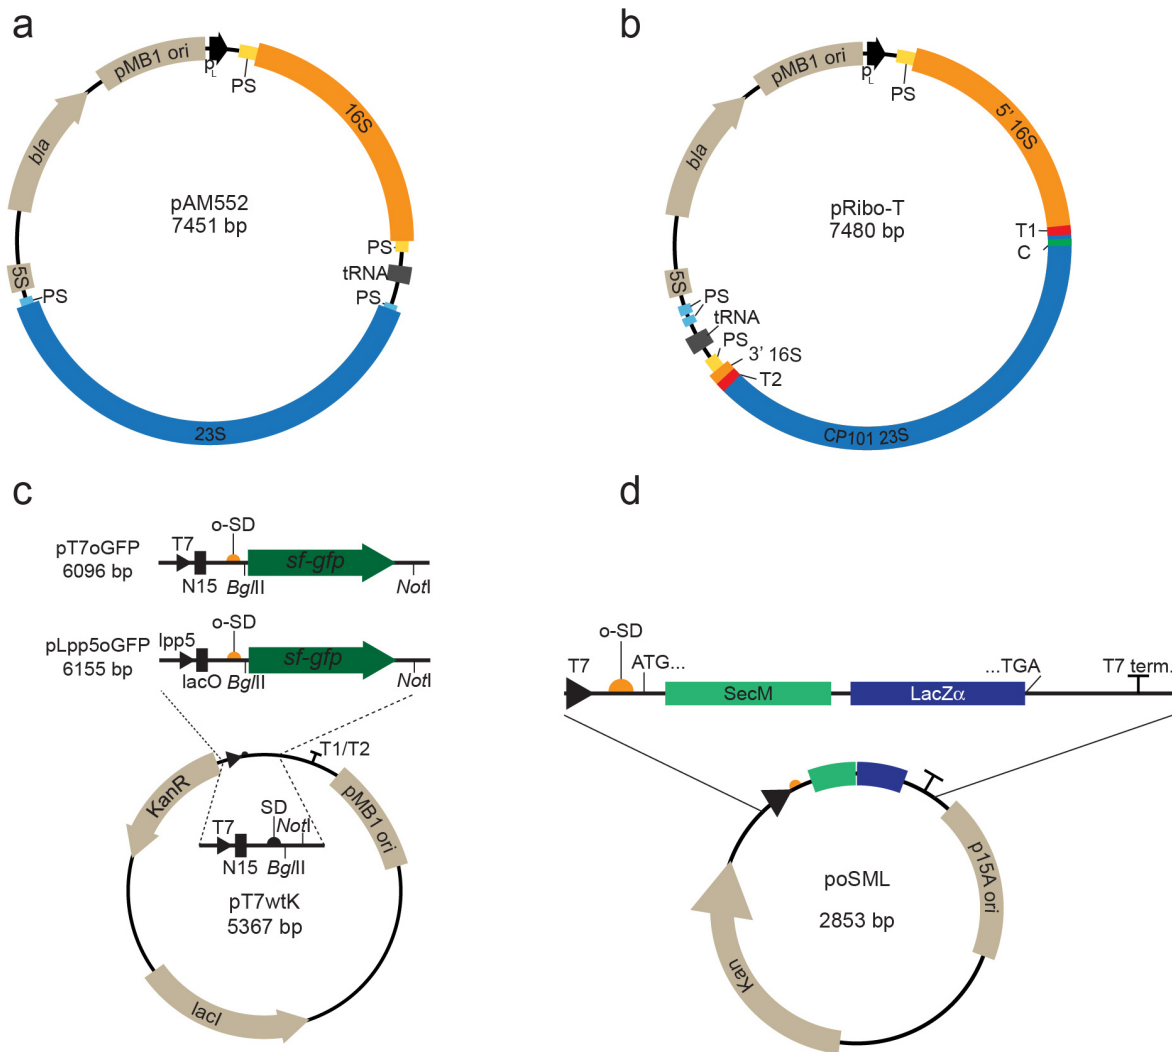 a
pMB1 ori
pL
PS
16S
bla
pAM552
7451 bp
PS
tRNA
PS
5S
PS
23S
b
pMB1 ori
pL
PS
5’ 16S
bla
pRibo-T
7480 bp
T1
C
5S
PS
tRNA
PS
3’ 16S
T2
CP101 23S
c
pT7oGFP
6096 bp
T7
o-SD
sf-gfp
N15
BglII
NotI
pLpp5oGFP
6155 bp
lpp5
o-SD
sf-gfp
lacO
BglII
NotI
T1/T2
KanR
pMB1 ori
SD
NotI
T7
N15
BglII
pT7wtK
5367 bp
lacI
d
o-SD
T7
ATG...
...TGA
T7 term.
SecM
LacZα
p15A ori
poSML
2853 bp
Kan